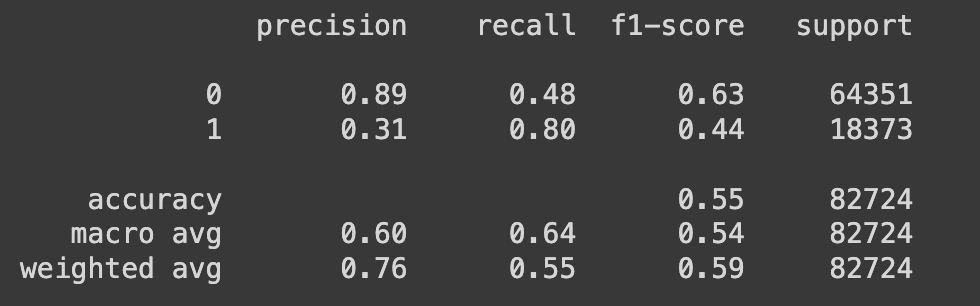 precision recall f1-score support
0 0.89 0.48 0.63 64351
1 0.31 0.80 0.44 18373
accuracy 0.55 82724
macro avg 0.60 0.64 0.54 82724
weighted avg 0.76 0.55 0.59 82724